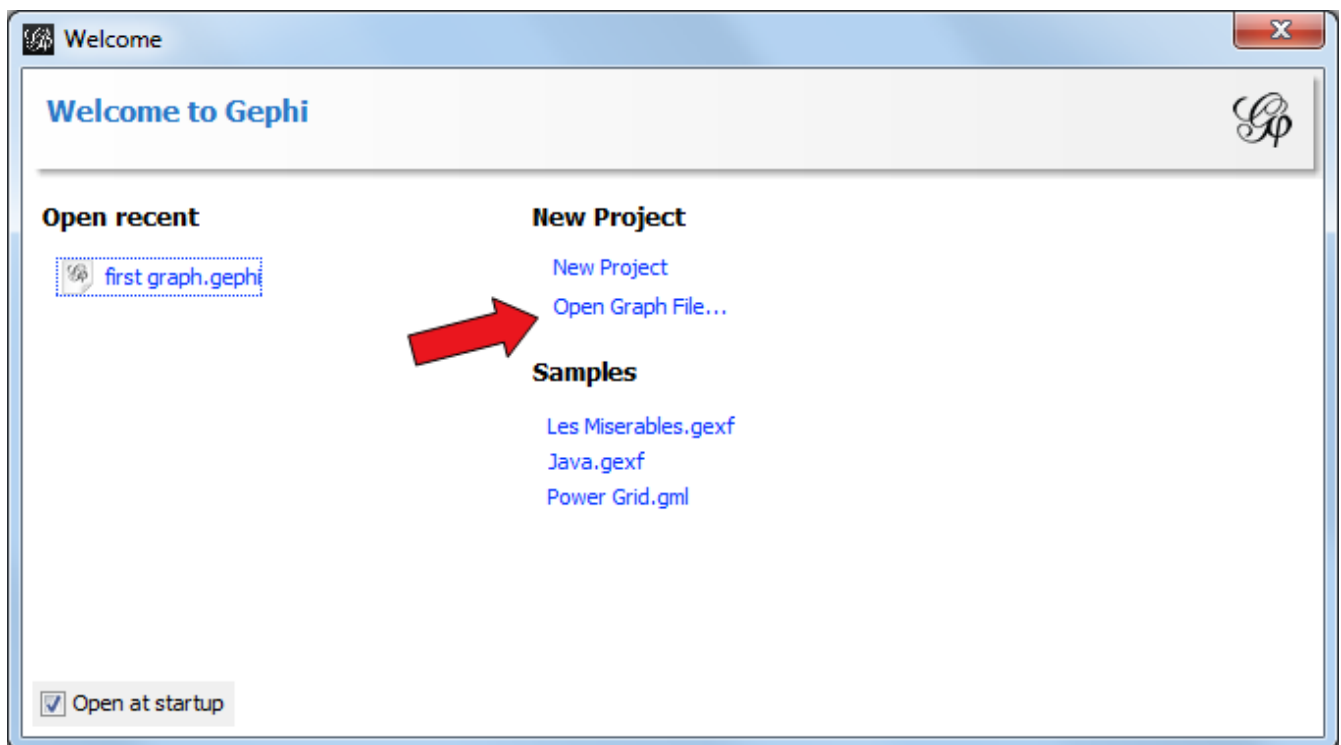 Welcome
Welcome to Gephi
Open recent
first graph.gephi
New Project
New Project
Open Graph File...
Samples
Les Miserables.gexf
Java.gexf
Power Grid.gml
Open at startup